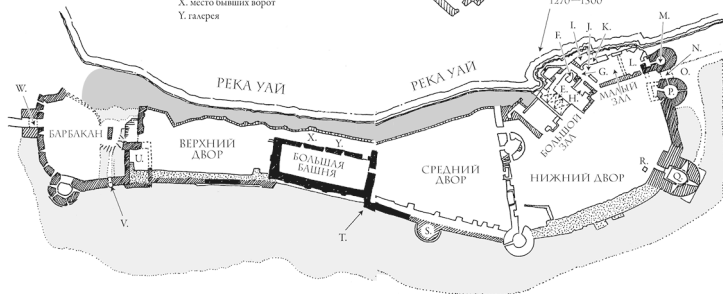 X. место бывших ворот
Y. галерея
1270—1300
I.
J.
K.
M.
F.
N.
L.
G.
O.
РЕКА УАЙ
РЕКА УАЙ
E.
H.
МАЛЫЙ
ЗАЛ
P.
W.
БАРБАКАН
ВЕРХНИЙ
ДВОР
X.
Y.
БОЛЬШАЯ
БАШНЯ
БОЛЬШОЙ
ЗАЛ
U.
СРЕДНИЙ
ДВОР
НИЖНИЙ ДВОР
R.
Q.
V.
T.
S.